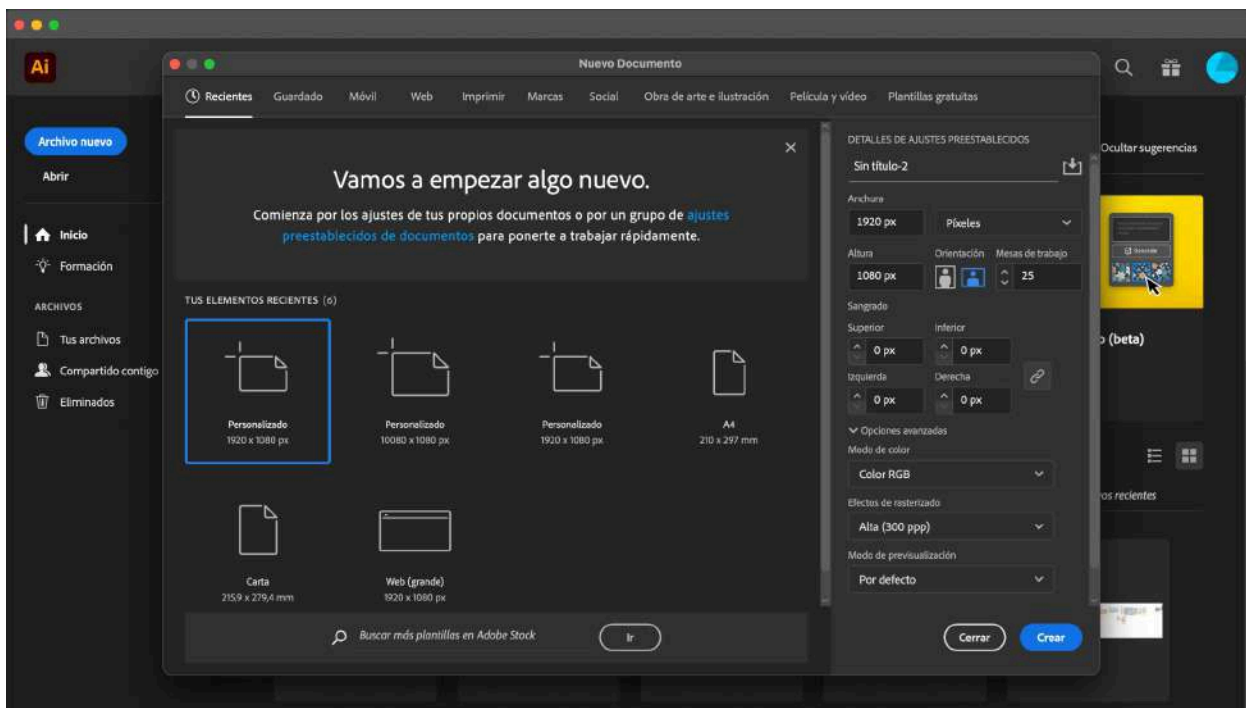 Nuevo Documento
Ai
Recientes Guardado Móvil Web Imprimir Marcas Social Obra de arte e ilustración Película y vídeo Plantillas gratuitas
Archivo nuevo
Abrir
Inicio
Formación
ARCHIVOS
Tus archivos
Compartido contigo
Eliminados
Vamos a empezar algo nuevo.
Comienza por los ajustes de tus propios documentos o por un grupo de ajustes
preestablecidos de documentos para ponerte a trabajar rápidamente.
TUS ELEMENTOS RECIENTES (6)
Personalizado
1920 x 1080 px
Personalizado
10080 x 1080 px
Personalizado
1920 x 1080 px
A4
210 x 297 mm
Carta
215,9 x 279,4 mm
Web (grande)
1920 x 1080 px
Buscar más plantillas en Adobe Stock
Ir
DETALLES DE AJUSTES PREESTABLECIDOS
Sin título-2
Anchura
1920 px Píxeles
Altura Orientación Mesas de trabajo
1080 px 25
Sangrado
Superior Inferior
0 px 0 px
Izquierda Derecha
0 px 0 px
Opciones avanzadas
Modo de color
Color RGB
Efectos de rasterizado
Alta (300 ppp)
Modo de previsualización
Por defecto
Cerrar Crear
Ocultar sugerencias
(beta)
recientes